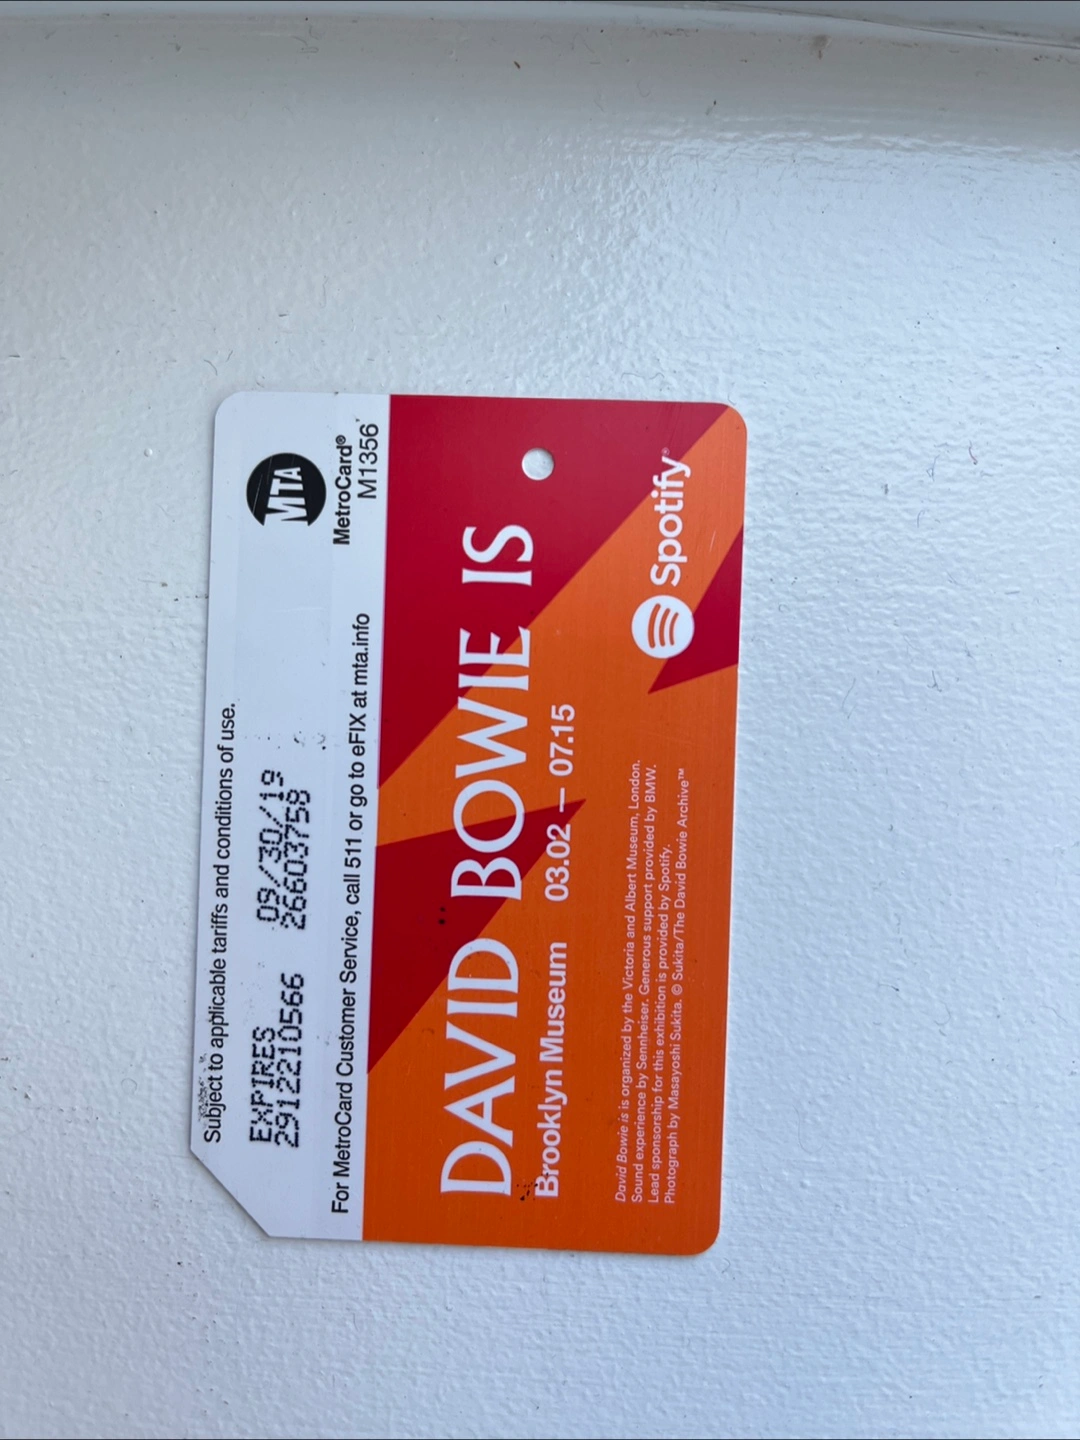 Subject to applicable tariffs and conditions of use.
MTA
EXPIRES 09/30/19
2912210566 26603758
MetroCard®
For MetroCard Customer Service, call 511 or go to eFIX at mta.info M1356
DAVID BOWIE IS
Brooklyn Museum 03.02 – 07.15
David Bowie is is organized by the Victoria and Albert Museum, London.
Sound experience by Sennheiser. Generous support provided by BMW.
Lead sponsorship for this exhibition is provided by Spotify.
Photograph by Masayoshi Sukita. © Sukita/The David Bowie Archive™
Spotify®